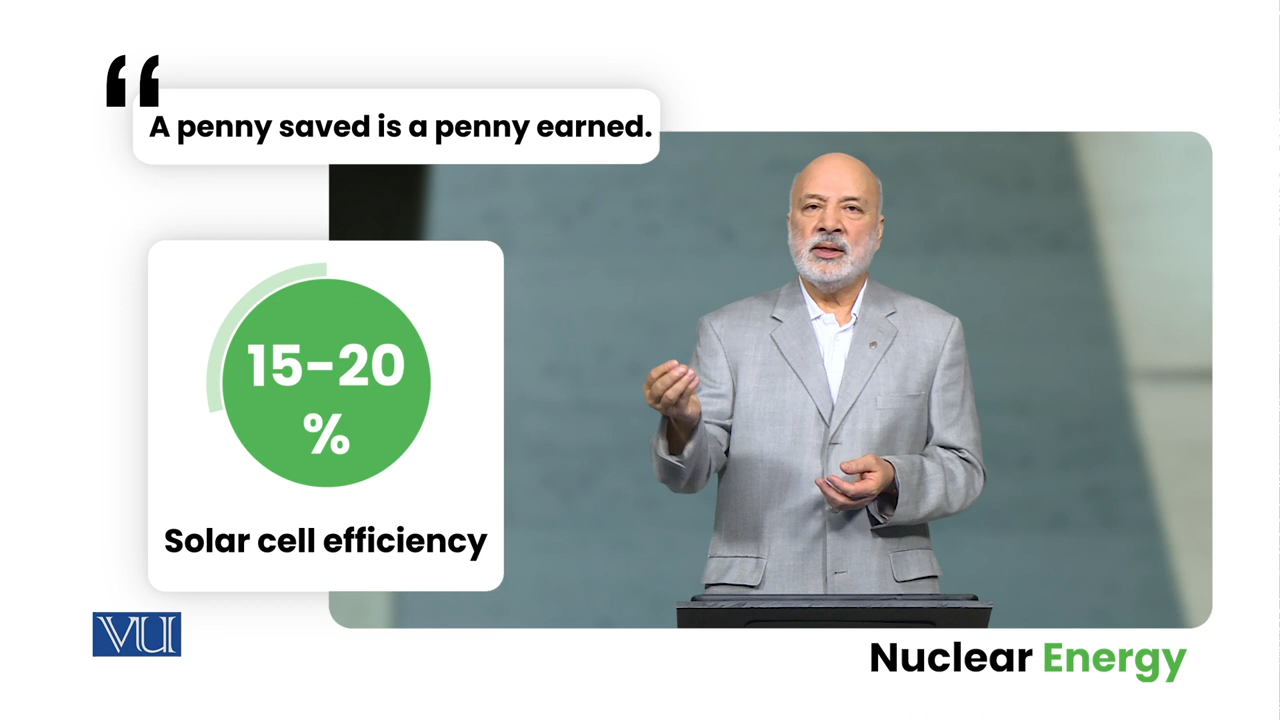 “
A penny saved is a penny earned.
15-20
%
Solar cell efficiency
VU
Nuclear Energy